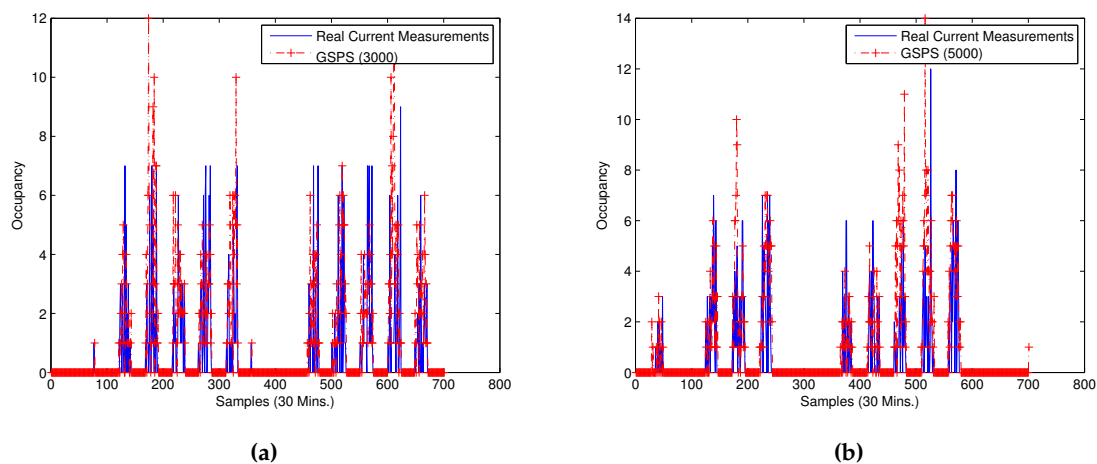 12
10
8
6
4
2
0
Occupancy
Real Current Measurements
GSPS (3000)
0 100 200 300 400 500 600 700 800
Samples (30 Mins.)
(a)
14
12
10
8
6
4
2
0
Occupancy
Real Current Measurements
GSPS (5000)
0 100 200 300 400 500 600 700 800
Samples (30 Mins.)
(b)